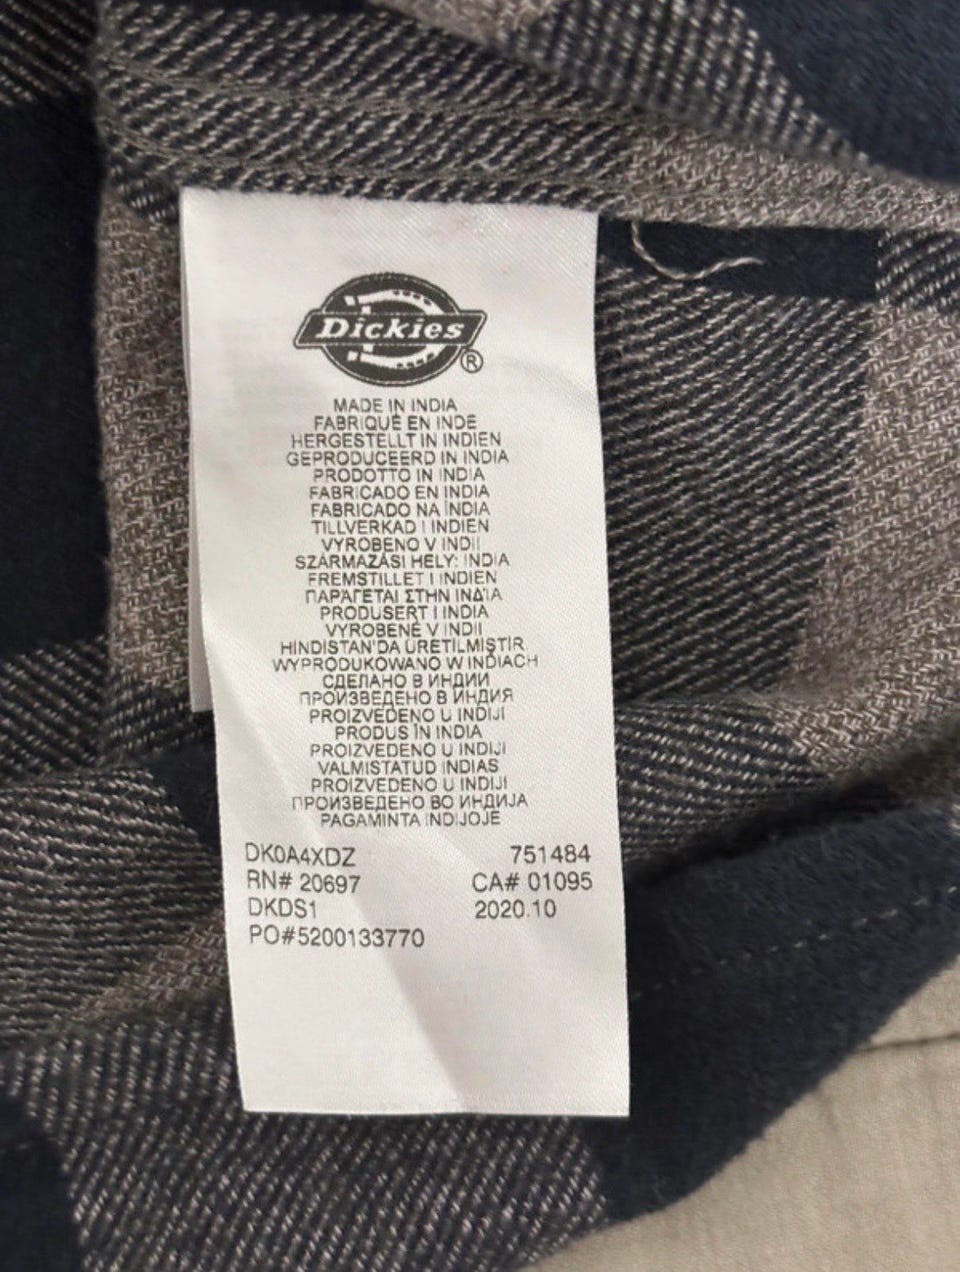 Dickies®
MADE IN INDIA
FABRIQUÉ EN INDE
HERGESTELLT IN INDIEN
GEPRODUCEERD IN INDIA
PRODOTTO IN INDIA
FABRICADO EN INDIA
FABRICADO NA ÍNDIA
TILLVERKAD I INDIEN
VYROBENO V INDII
SZÁRMAZÁSI HELY: INDIA
FREMSTILLET I INDIEN
ΠΑΡΑΓΕΤΑΙ ΣΤΗΝ ΙΝΔΊΑ
PRODUSERT I INDIA
VYROBENÉ V INDII
HINDISTAN'DA ÜRETILMIŞTIR
WYPRODUKOWANO W INDIACH
СДЕЛАНО В ИНДИИ
ПРОИЗВЕДЕНО В ИНДИЯ
PROIZVEDENO U INDIJI
PRODUS ÎN INDIA
PROIZVEDENO U INDIJI
VALMISTATUD INDIAS
PROIZVEDENO U INDIJI
ПРОИЗВЕДЕНО ВО ИНДИЈА
PAGAMINTA INDIJOJE
DK0A4XDZ 751484
RN# 20697 CA# 01095
DKDS1 2020.10
PO#5200133770